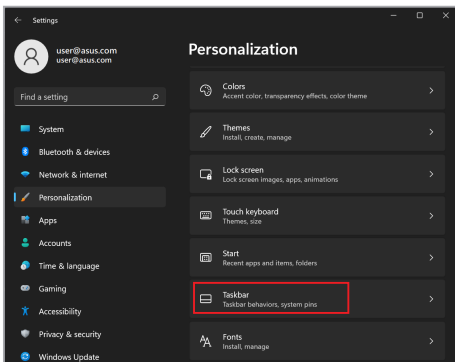 Settings
user@asus.com
user@asus.com
Find a setting
System
Bluetooth & devices
Network & internet
Personalization
Apps
Accounts
Time & language
Gaming
Accessibility
Privacy & security
Windows Update
Personalization
Colors
Accent color, transparency effects, color theme
Themes
Install, create, manage
Lock screen
Lock screen images, apps, animations
Touch keyboard
Themes, size
Start
Recent apps and items, folders
Taskbar
Taskbar behaviors, system pins
Fonts
Install, manage